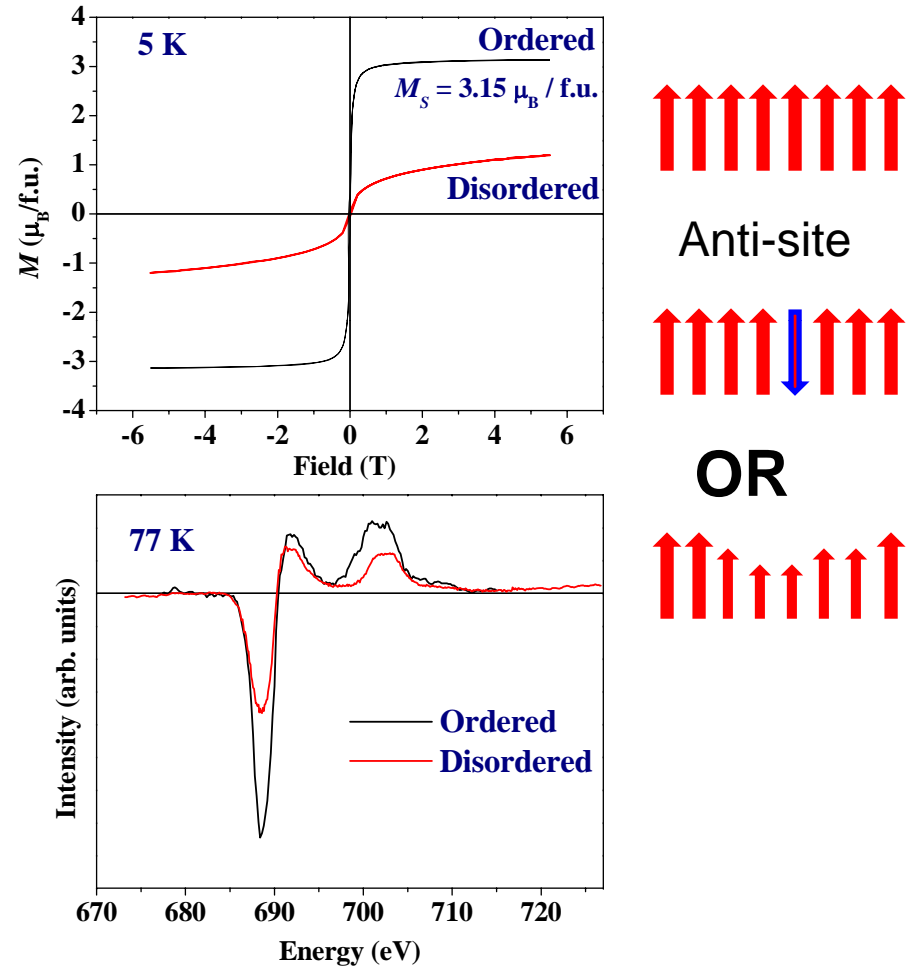 5 K
Ordered
M_S = 3.15 μ_B / f.u.
Disordered
M (μ_B/f.u.)
4
3
2
1
0
-1
-2
-3
-4
-6 -4 -2 0 2 4 6
Field (T)
Anti-site
OR
77 K
Ordered
Disordered
Intensity (arb. units)
670 680 690 700 710 720
Energy (eV)